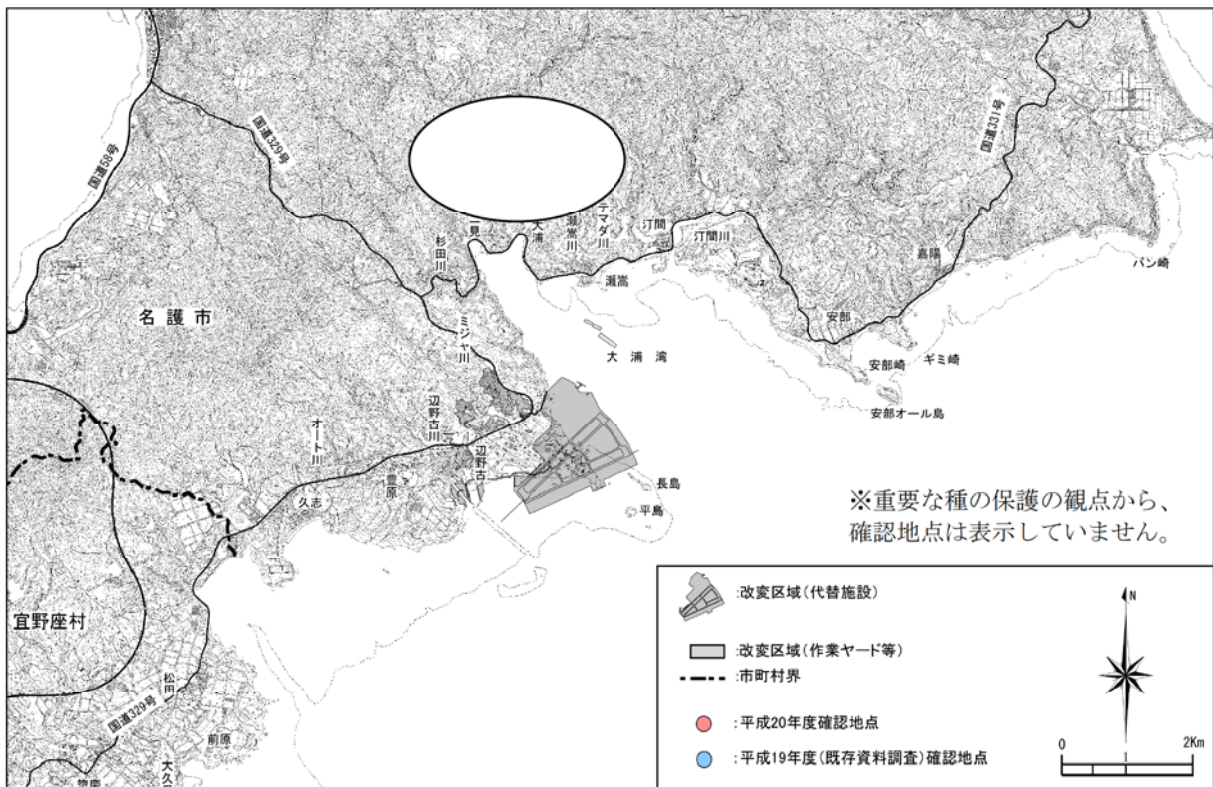 国道58号
国道329号
国道331号
杉田川
二見
大浦
テマダ川
汀間
汀間川
瀬嵩
嘉陽
バン崎
名護市
ミジャ川
大浦湾
安部
安部崎
ギミ崎
安部オール島
辺野古川
オート川
豊原
辺野古
久志
長島
平島
※重要な種の保護の観点から、
確認地点は表示していません。
宜野座村
松田
国道329号
前原
:改変区域(代替施設)
:改変区域(作業ヤード等)
:市町村界
:平成20年度確認地点
:平成19年度(既存資料調査)確認地点
N
0
1
2Km